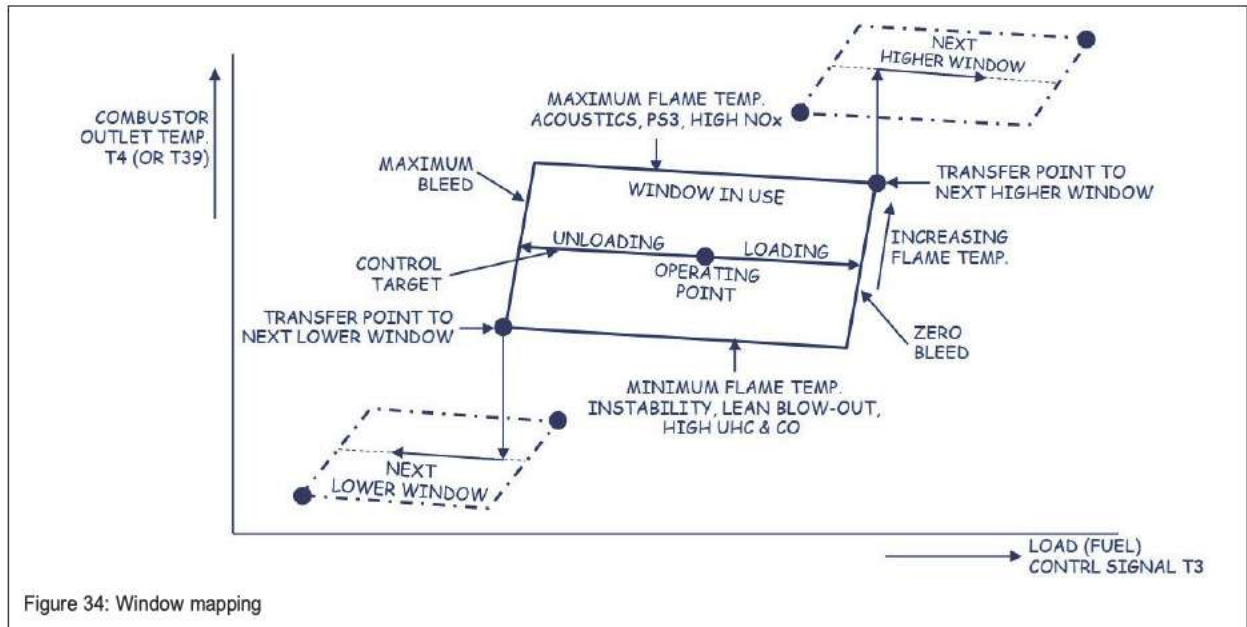 NEXT
HIGHER WINDOW
COMBUSTOR
OUTLET TEMP.
T4 (OR T39)
MAXIMUM FLAME TEMP.
ACOUSTICS, PS3, HIGH NOx
MAXIMUM
BLEED
WINDOW IN USE
TRANSFER POINT TO
NEXT HIGHER WINDOW
UNLOADING
LOADING
INCREASING
FLAME TEMP.
CONTROL
TARGET
OPERATING
POINT
TRANSFER POINT TO
NEXT LOWER WINDOW
ZERO
BLEED
MINIMUM FLAME TEMP.
INSTABILITY, LEAN BLOW-OUT,
HIGH UHC & CO
NEXT
LOWER WINDOW
LOAD (FUEL)
CONTRL SIGNAL T3
Figure 34: Window mapping